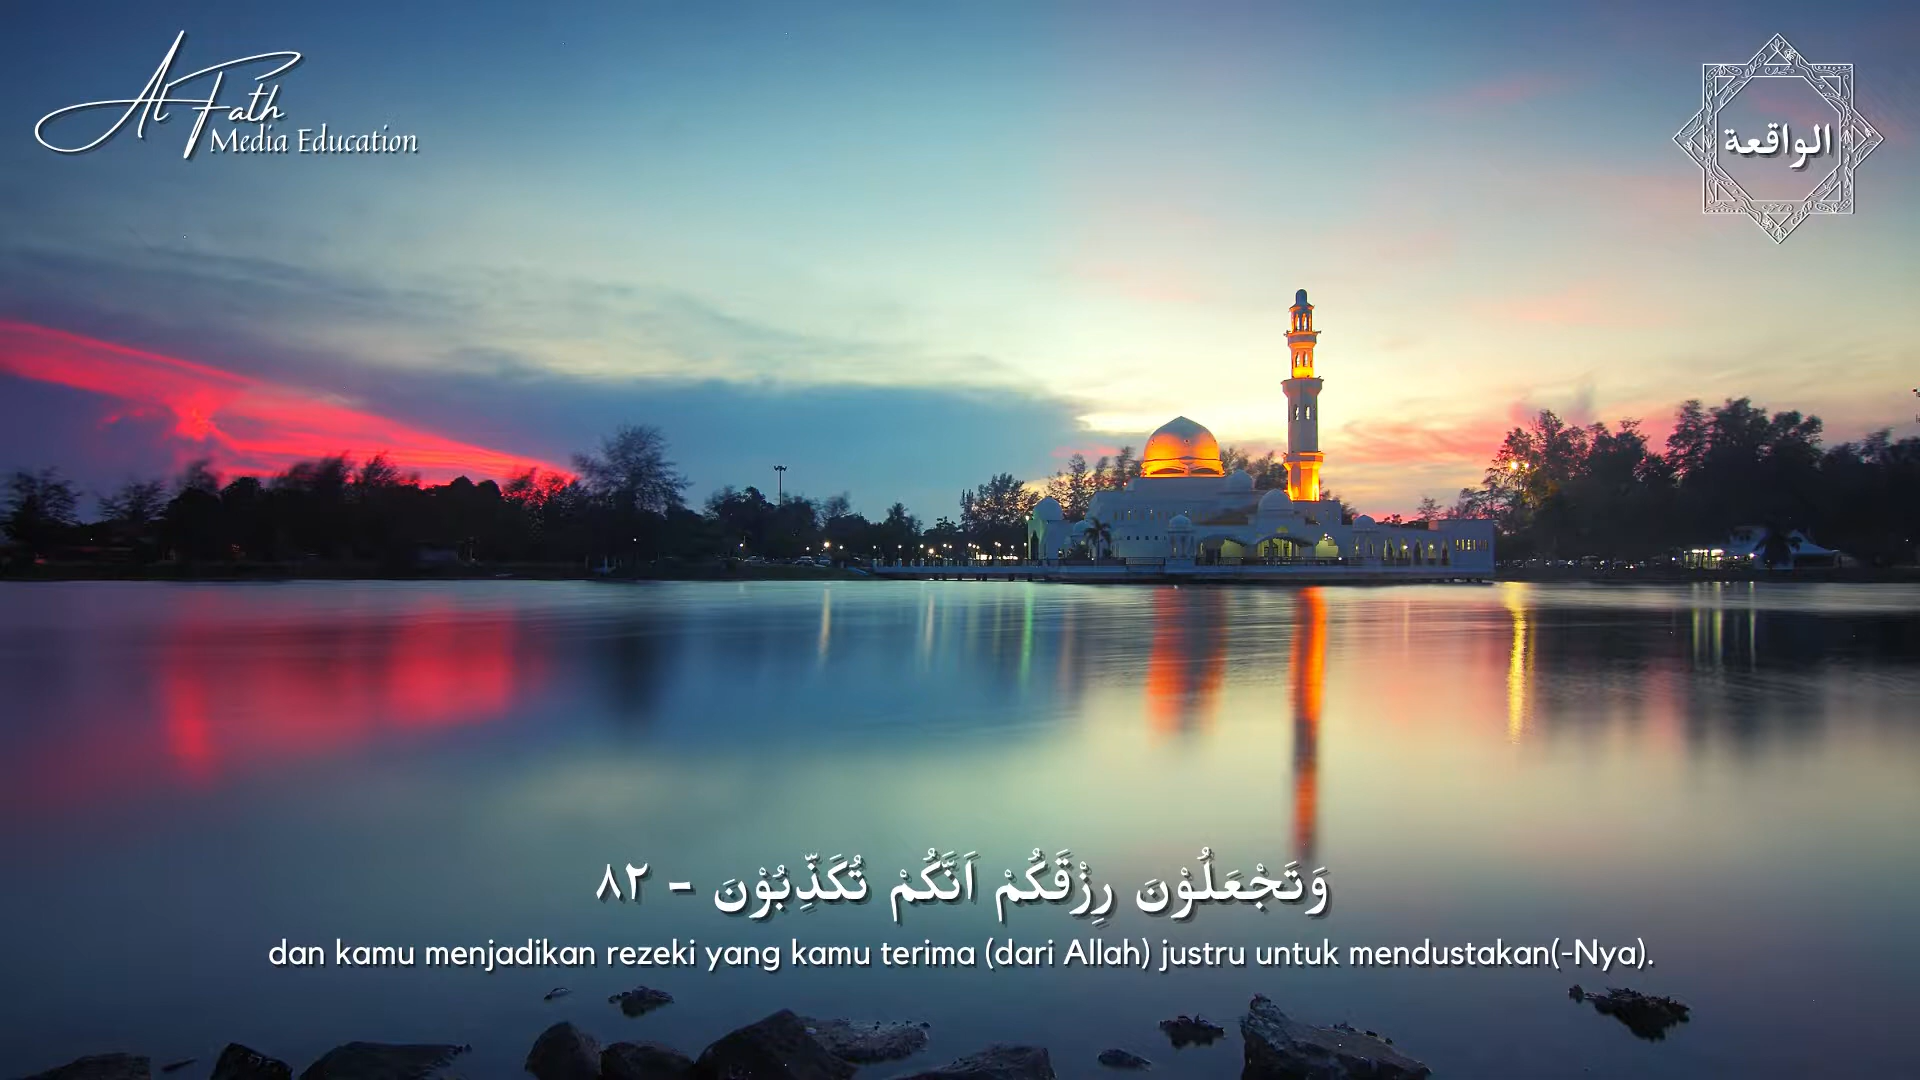 Al Fath
Media Education
الواقعة
وَتَجْعَلُوْنَ رِزْقَكُمْ اَنَّكُمْ تُكَذِّبُوْنَ - ٨٢
dan kamu menjadikan rezeki yang kamu terima (dari Allah) justru untuk mendustakan(-Nya).